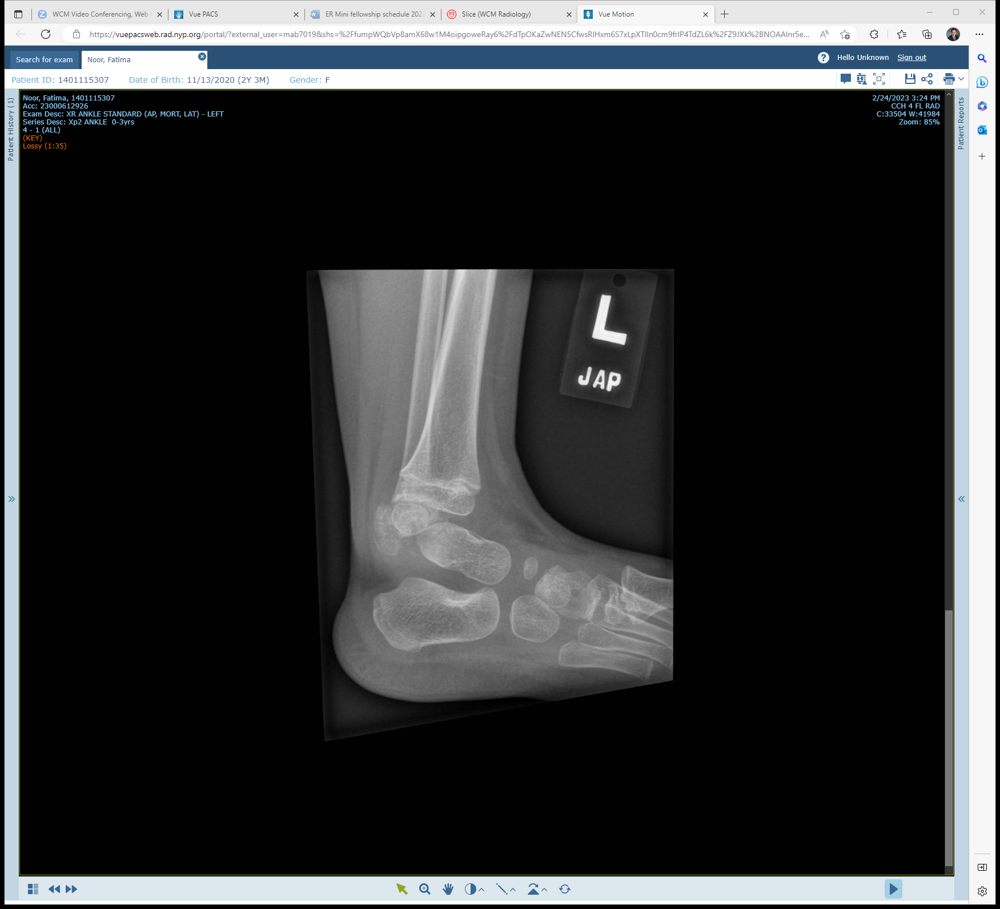 WCM Video Conferencing, Web
Vue PACS
ER Mini fellowship schedule 202
Slice (WCM Radiology)
Vue Motion
https://vuepacsweb.rad.nyp.org/portal/?external_user=mab7019&shs=%2FfumpWQbVp8amX68w1M4oipgoweRay6%2FdTpOKaZwNEN5CfwsRIHxm6S7xLpXTIIn0cm9frIP4TdZL6k%2FZ9JXk%2BNOAAlnr5e...
Search for exam
Noor, Fatima
Hello Unknown
Sign out
Patient ID: 1401115307
Date of Birth: 11/13/2020 (2Y 3M)
Gender: F
Patient History (1)
Noor, Fatima, 1401115307
Acc: 23000612926
Exam Desc: XR ANKLE STANDARD (AP, MORT, LAT) - LEFT
Series Desc: Xp2 ANKLE 0-3yrs
4 - 1 (ALL)
(KEY)
Lossy (1:35)
2/24/2023 3:24 PM
CCH 4 FL RAD
C:33504 W:41984
Zoom: 85%
Patient Reports
L
JAP